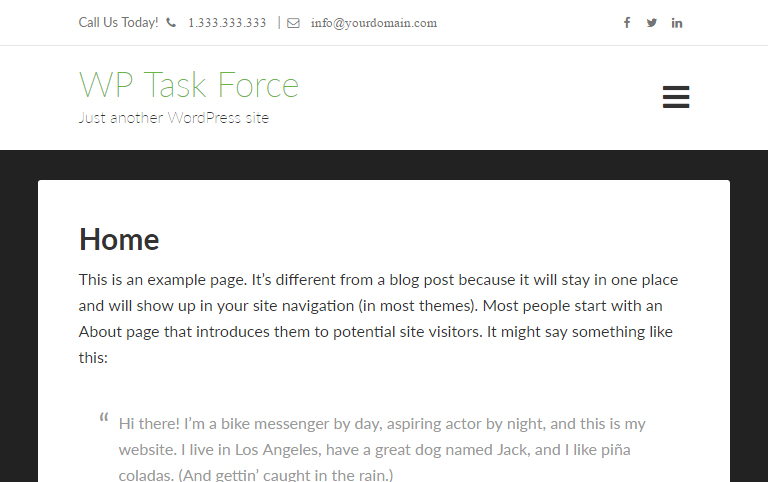 Call Us Today! 1.333.333.333 | info@yourdomain.com
WP Task Force
Just another WordPress site
Home
This is an example page. It’s different from a blog post because it will stay in one place
and will show up in your site navigation (in most themes). Most people start with an
About page that introduces them to potential site visitors. It might say something like
this:
“ Hi there! I’m a bike messenger by day, aspiring actor by night, and this is my
website. I live in Los Angeles, have a great dog named Jack, and I like piña
coladas. (And gettin’ caught in the rain.)